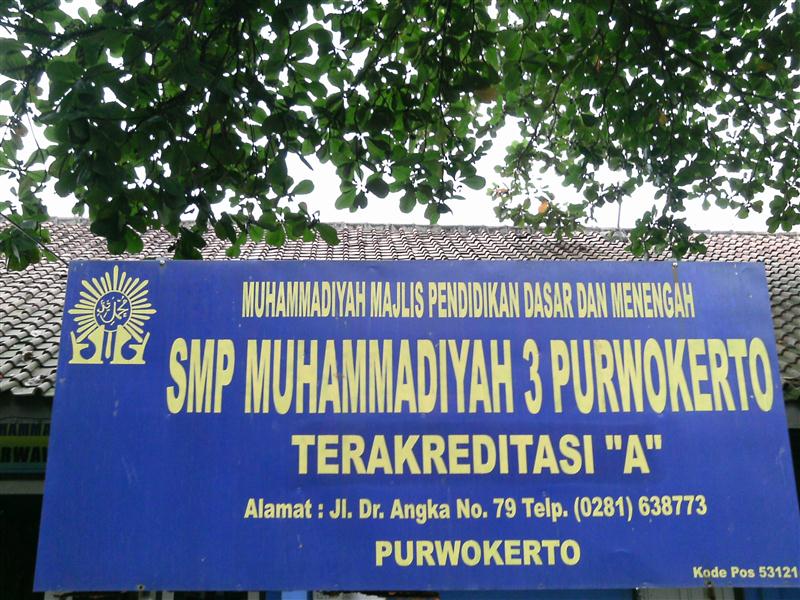 MUHAMMADIYAH MAJLIS PENDIDIKAN DASAR DAN MENENGAH
SMP MUHAMMADIYAH 3 PURWOKERTO
TERAKREDITASI "A"
Alamat : Jl. Dr. Angka No. 79 Telp. (0281) 638773
PURWOKERTO
Kode Pos 53121